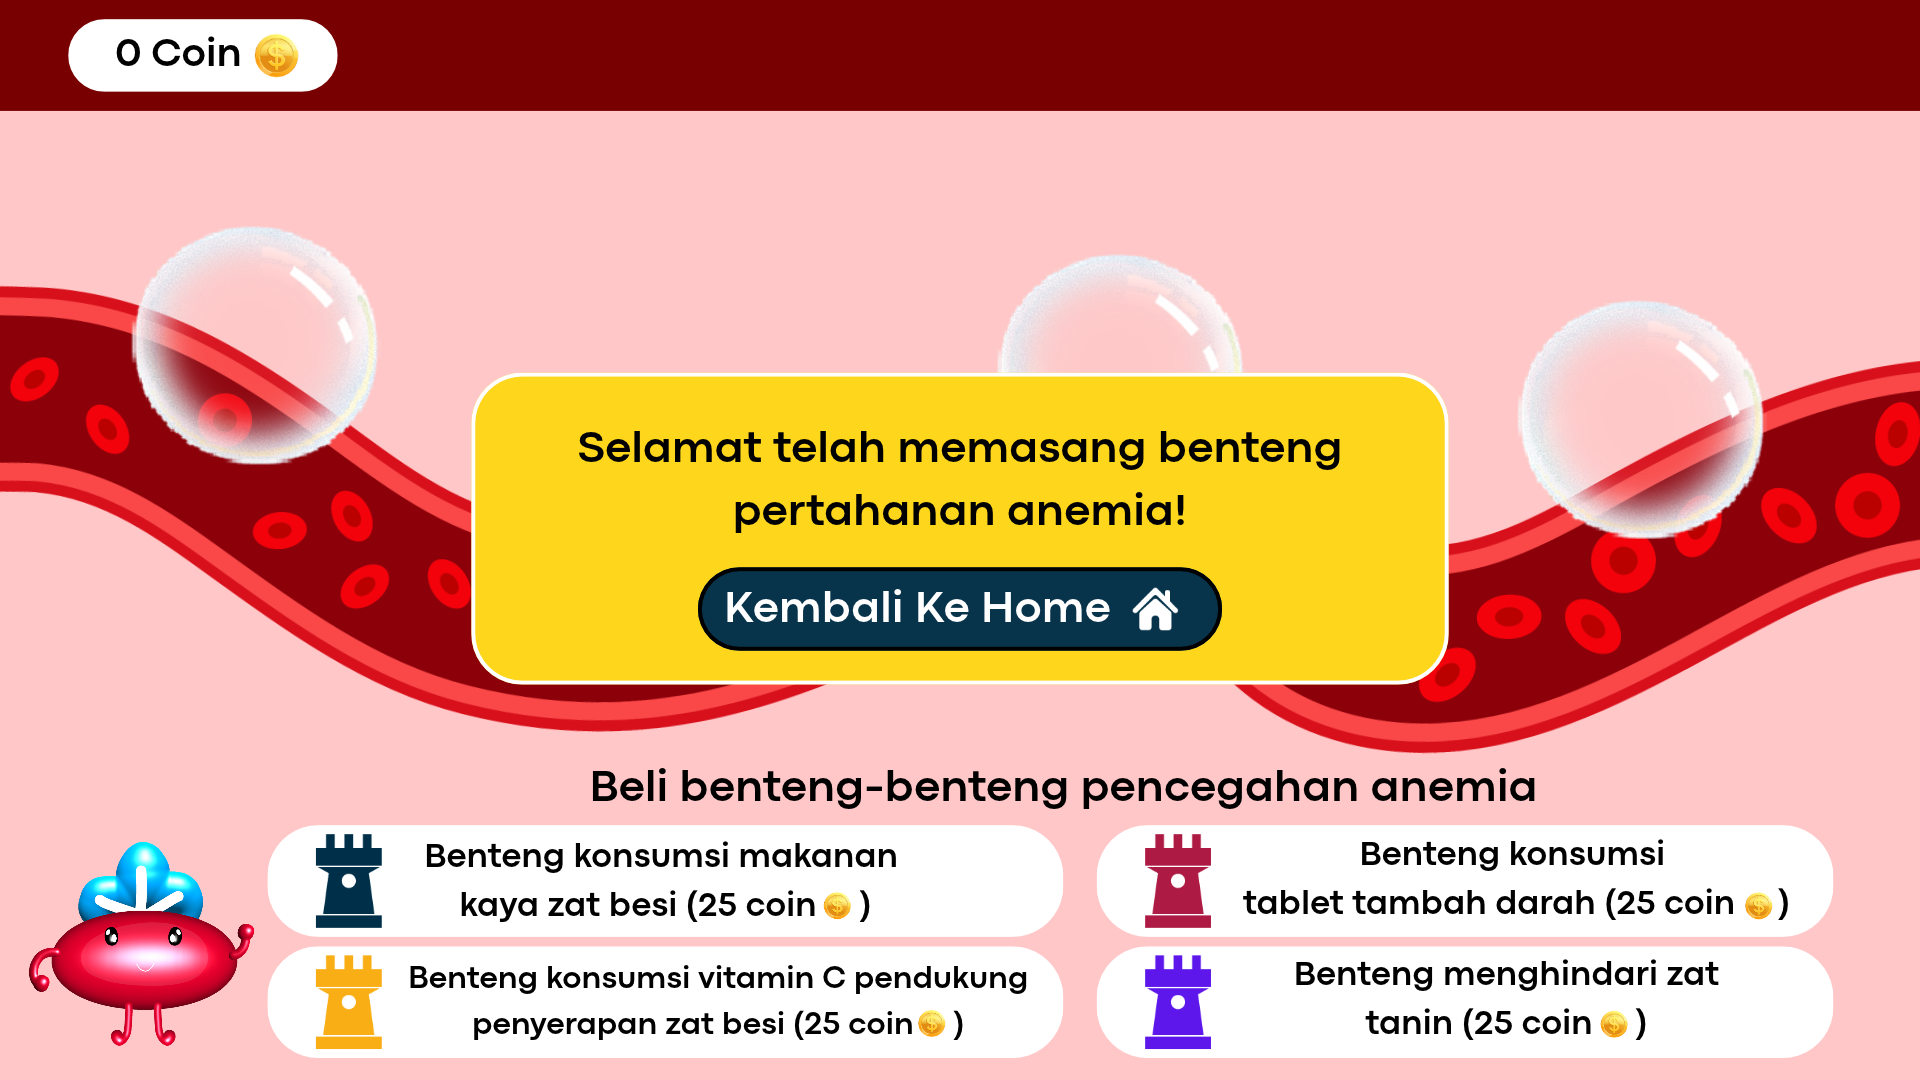 0 Coin
Selamat telah memasang benteng
pertahanan anemia!
Kembali Ke Home
Beli benteng-benteng pencegahan anemia
Benteng konsumsi makanan
kaya zat besi (25 coin )
Benteng konsumsi
tablet tambah darah (25 coin )
Benteng konsumsi vitamin C pendukung
penyerapan zat besi (25 coin )
Benteng menghindari zat
tanin (25 coin )